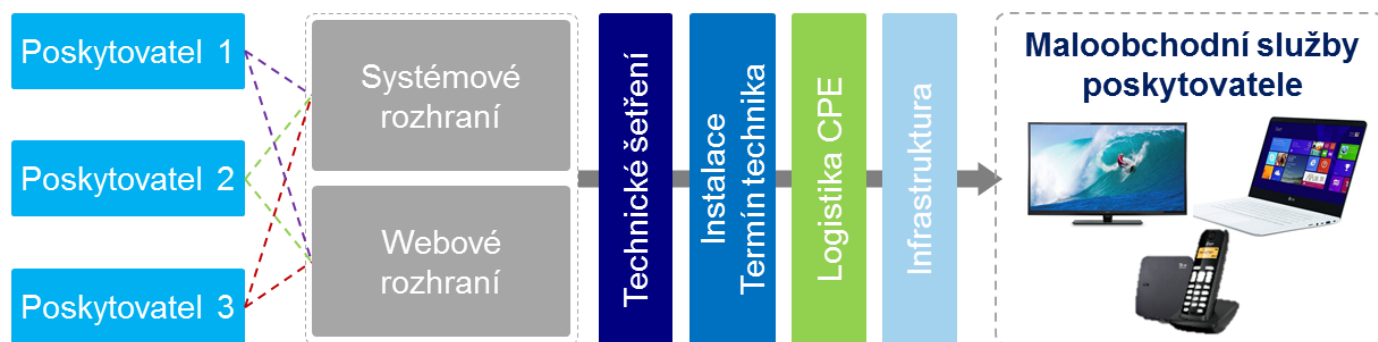 Poskytovatel 1
Poskytovatel 2
Poskytovatel 3
Systémové
rozhraní
Webové
rozhraní
Technické šetření
Instalace
Termín technika
Logistika CPE
Infrastruktura
Maloobchodní služby
poskytovatele